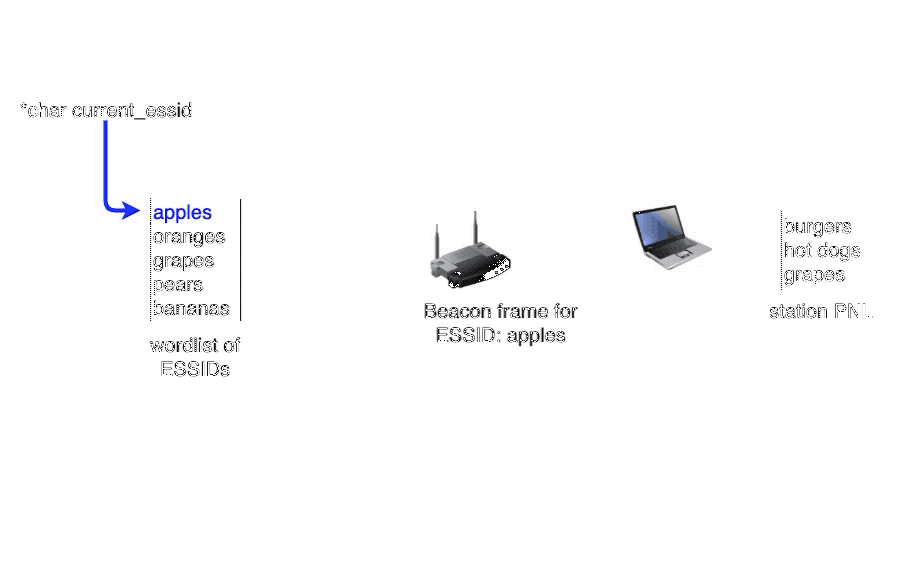 *char current_essid
apples
oranges
grapes
pears
bananas
wordlist of
ESSIDs
Beacon frame for
ESSID: apples
burgers
hot dogs
grapes
station PNL